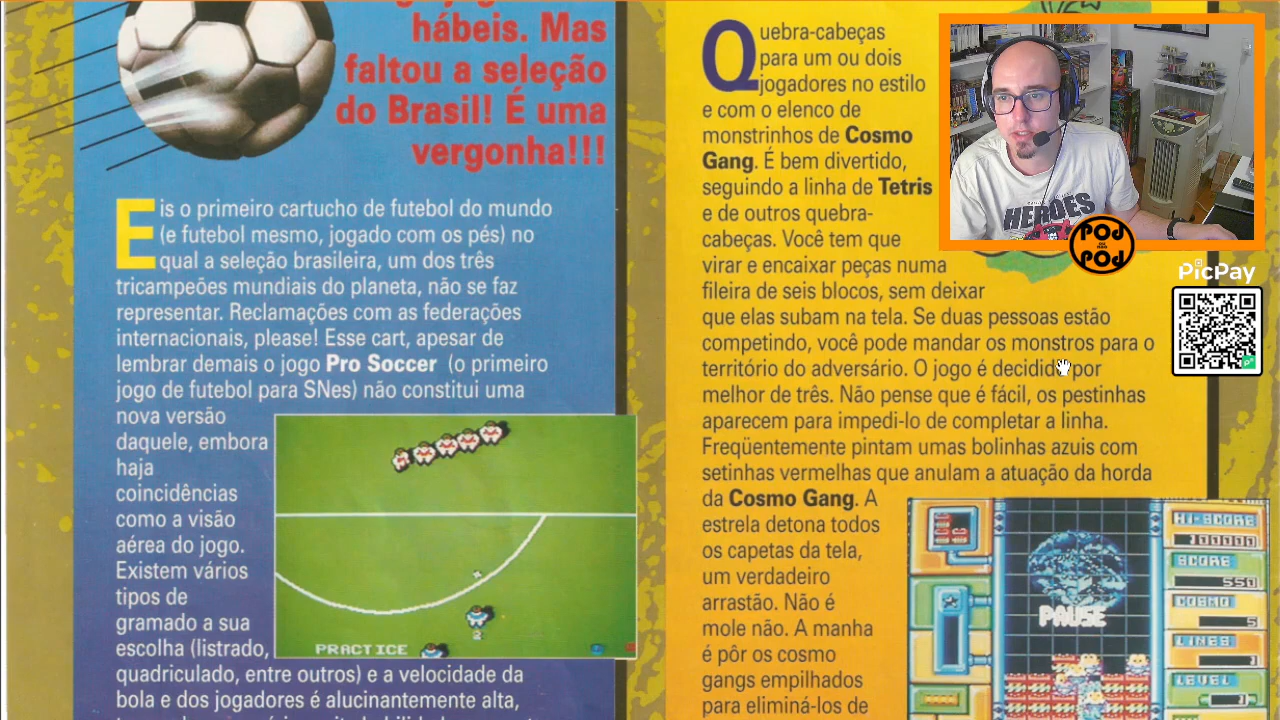 hábeis. Mas
faltou a seleção
do Brasil! É uma
vergonha!!!
Eis o primeiro cartucho de futebol do mundo
(e futebol mesmo, jogado com os pés) no
qual a seleção brasileira, um dos três
tricampeões mundiais do planeta, não se faz
representar. Reclamações com as federações
internacionais, please! Esse cart, apesar de
lembrar demais o jogo Pro Soccer (o primeiro
jogo de futebol para SNes) não constitui uma
nova versão
daquele, embora
haja
coincidências
como a visão
aérea do jogo.
Existem vários
tipos de
gramado a sua
escolha (listrado,
quadriculado, entre outros) e a velocidade da
bola e dos jogadores é alucinantemente alta,
2
PRACTICE
Quebra-cabeças
para um ou dois
jogadores no estilo
e com o elenco de
monstrinhos de Cosmo
Gang. É bem divertido,
seguindo a linha de Tetris
e de outros quebra-
cabeças. Você tem que
virar e encaixar peças numa
fileira de seis blocos, sem deixar
que elas subam na tela. Se duas pessoas estão
competindo, você pode mandar os monstros para o
território do adversário. O jogo é decidido por
melhor de três. Não pense que é fácil, os pestinhas
aparecem para impedi-lo de completar a linha.
Freqüentemente pintam umas bolinhas azuis com
setinhas vermelhas que anulam a atuação da horda
da Cosmo Gang. A
estrela detona todos
os capetas da tela,
um verdadeiro
arrastão. Não é
mole não. A manha
é pôr os cosmo
gangs empilhados
para eliminá-los de
PAUSE
HI-SCORE
100000
SCORE
550
COSMO
5
LINES
LEVEL
HEROES
POD
POD
PicPay